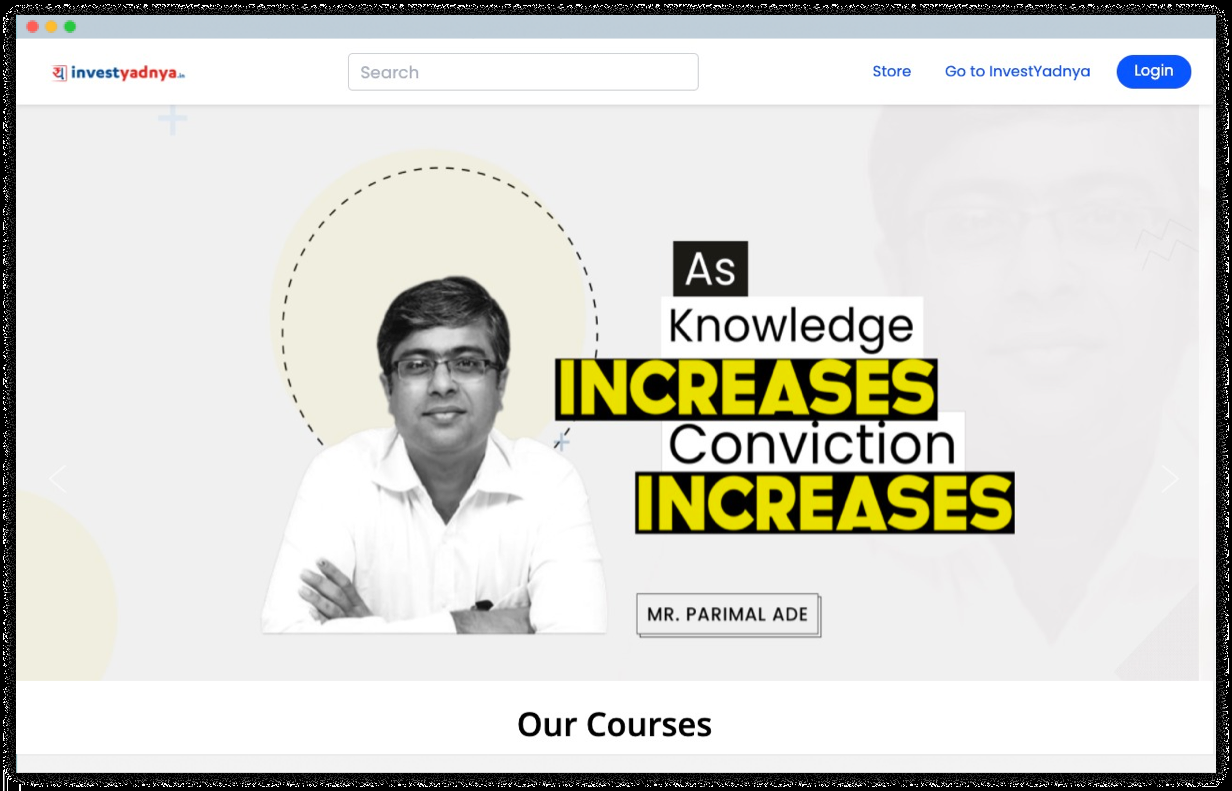 य investyadnya.in
Search
Store
Go to InvestYadnya
Login
As
Knowledge
INCREASES
Conviction
INCREASES
MR. PARIMAL ADE
Our Courses